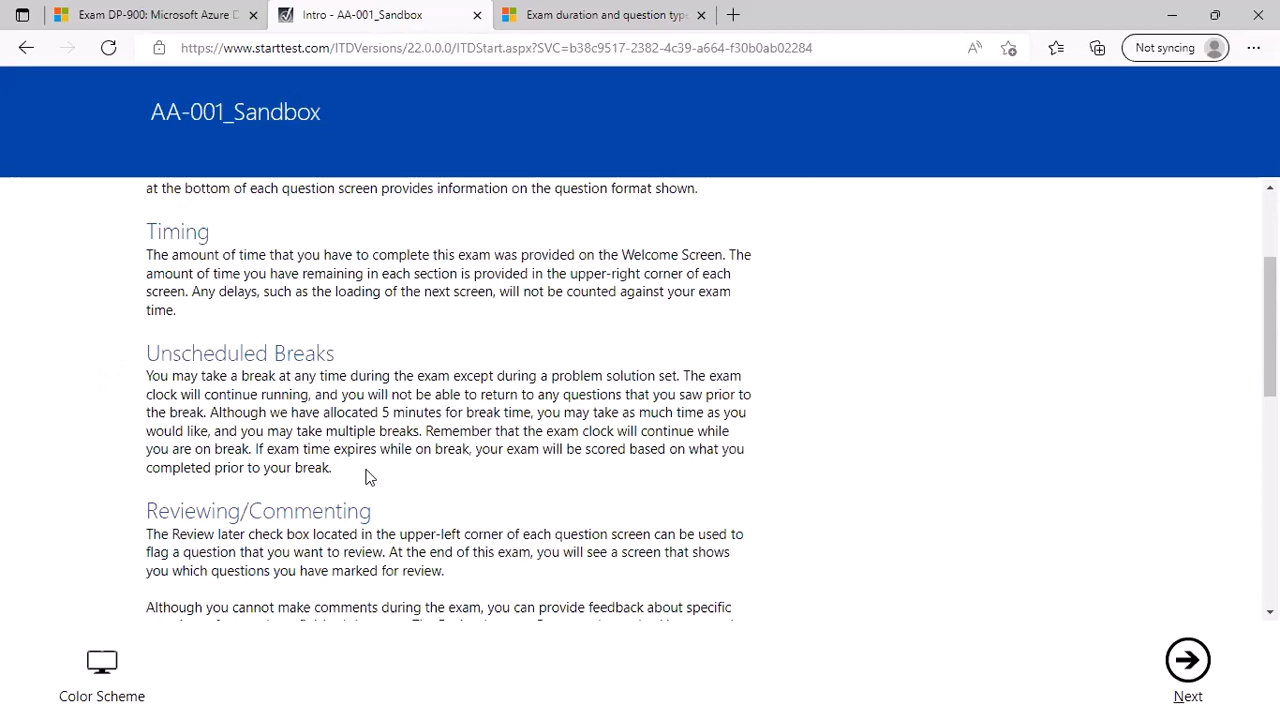 Exam DP-900: Microsoft Azure D
Intro - AA-001_Sandbox
Exam duration and question typ
https://www.starttest.com/ITDVersions/22.0.0.0/ITDStart.aspx?SVC=b38c9517-2382-4c39-a664-f30b0ab02284
Not syncing
AA-001_Sandbox
at the bottom of each question screen provides information on the question format shown.
Timing
The amount of time that you have to complete this exam was provided on the Welcome Screen. The
amount of time you have remaining in each section is provided in the upper-right corner of each
screen. Any delays, such as the loading of the next screen, will not be counted against your exam
time.
Unscheduled Breaks
You may take a break at any time during the exam except during a problem solution set. The exam
clock will continue running, and you will not be able to return to any questions that you saw prior to
the break. Although we have allocated 5 minutes for break time, you may take as much time as you
would like, and you may take multiple breaks. Remember that the exam clock will continue while
you are on break. If exam time expires while on break, your exam will be scored based on what you
completed prior to your break.
Reviewing/Commenting
The Review later check box located in the upper-left corner of each question screen can be used to
flag a question that you want to review. At the end of this exam, you will see a screen that shows
you which questions you have marked for review.
Although you cannot make comments during the exam, you can provide feedback about specific
Color Scheme
Next